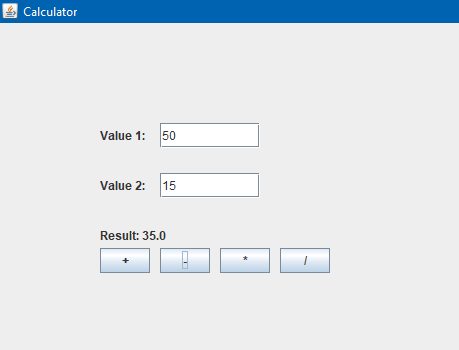 Calculator
Value 1: 50
Value 2: 15
Result: 35.0
+ - * /